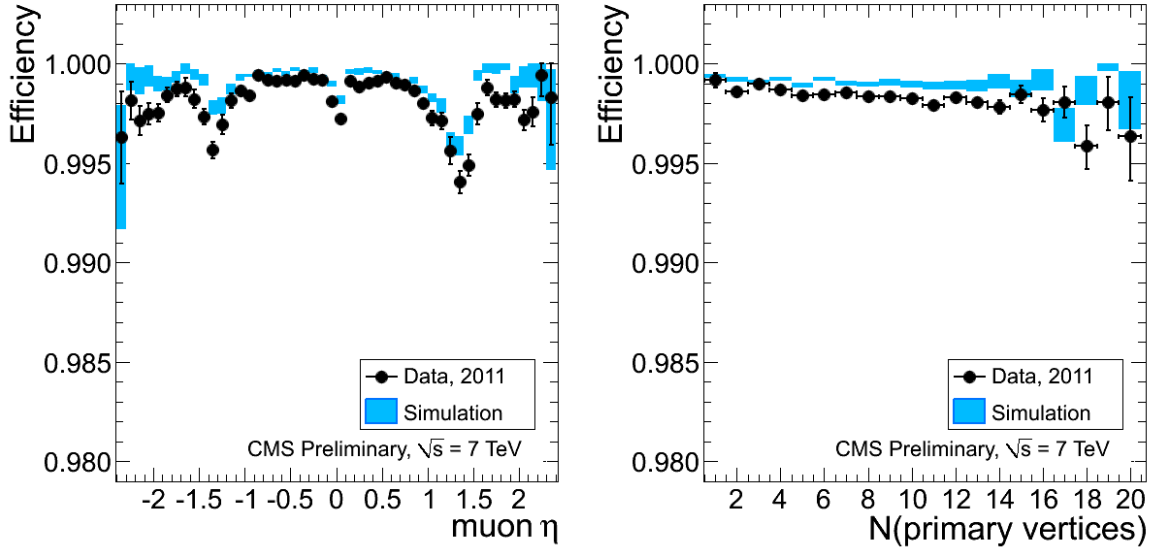 Efficiency
1.000
0.995
0.990
0.985
0.980
Data, 2011
Simulation
CMS Preliminary, √s = 7 TeV
-2 -1.5 -1 -0.5 0 0.5 1 1.5 2
muon η
Efficiency
1.000
0.995
0.990
0.985
0.980
Data, 2011
Simulation
CMS Preliminary, √s = 7 TeV
2 4 6 8 10 12 14 16 18 20
N(primary vertices)